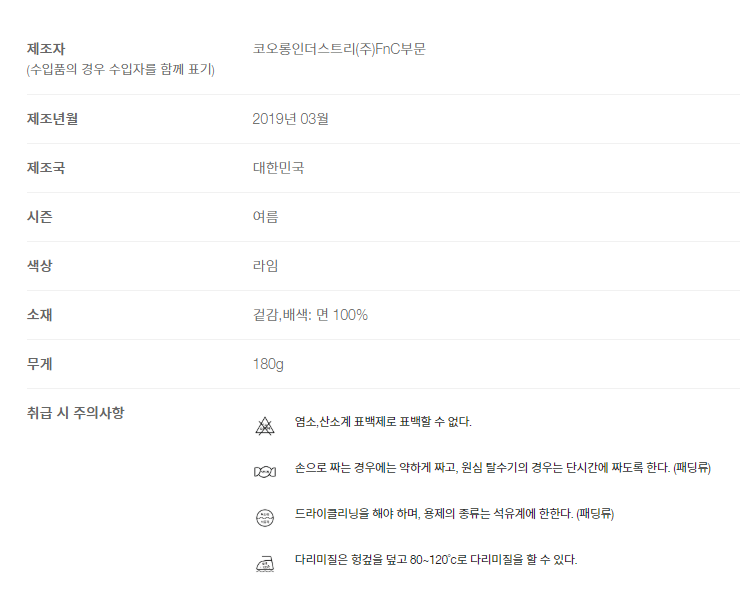 제조자 코오롱인더스트리(주)FnC부문
(수입품의 경우 수입자를 함께 표기)
제조년월 2019년 03월
제조국 대한민국
시즌 여름
색상 라임
소재 겉감,배색: 면 100%
무게 180g
취급 시 주의사항
염소,산소계 표백제로 표백할 수 없다.
손으로 짜는 경우에는 약하게 짜고, 원심 탈수기의 경우는 단시간에 짜도록 한다. (패딩류)
드라이클리닝을 해야 하며, 용제의 종류는 석유계에 한한다. (패딩류)
다리미질은 헝겊을 덮고 80~120˚c로 다리미질을 할 수 있다.